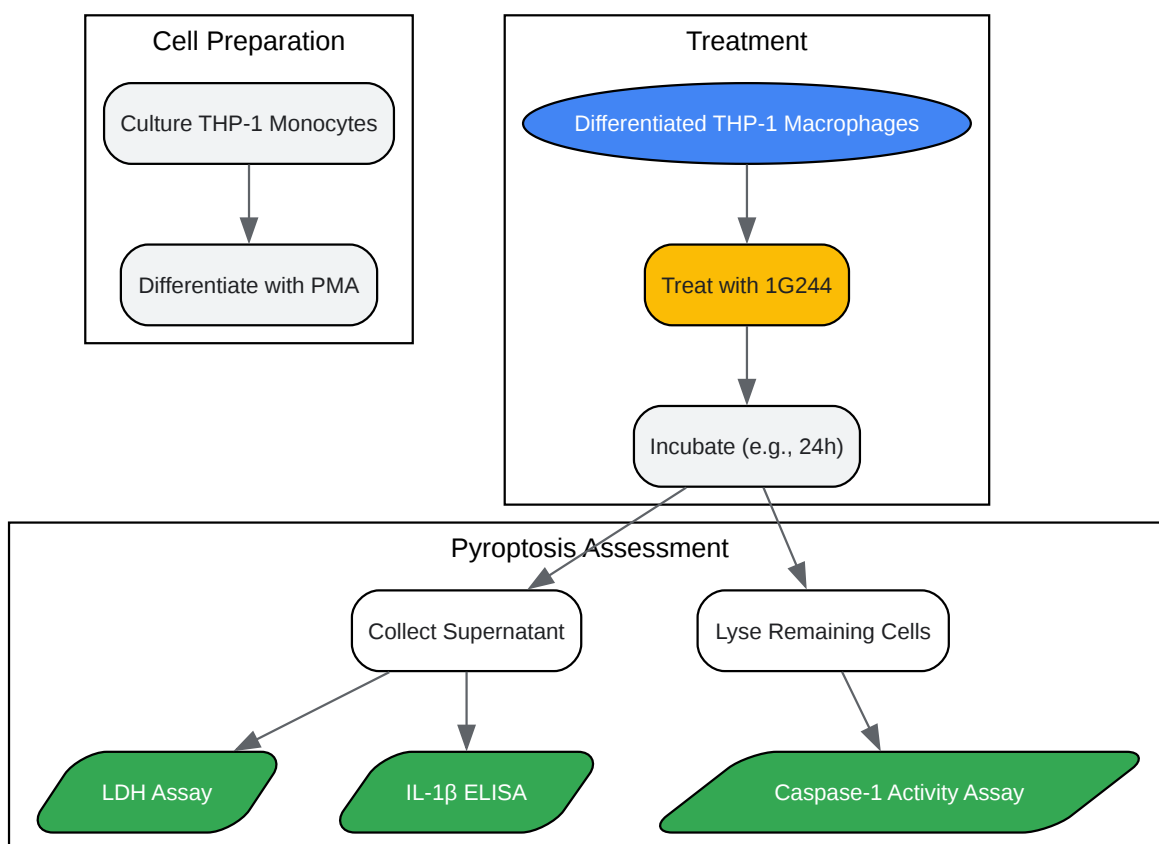 Cell Preparation
Culture THP-1 Monocytes
Differentiate with PMA
Treatment
Differentiated THP-1 Macrophages
Treat with 1G244
Incubate (e.g., 24h)
Pyroptosis Assessment
Collect Supernatant
Lyse Remaining Cells
LDH Assay
IL-1β ELISA
Caspase-1 Activity Assay